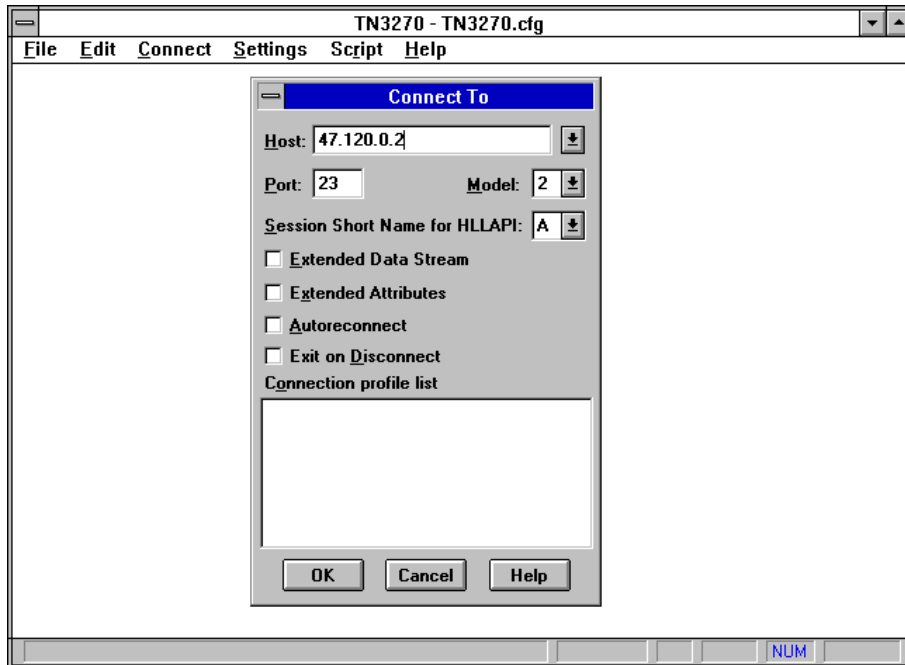 TN3270 - TN3270.cfg
File Edit Connect Settings Script Help
Connect To
Host: 47.120.0.2
Port: 23 Model: 2
Session Short Name for HLLAPI: A
Extended Data Stream
Extended Attributes
Autoreconnect
Exit on Disconnect
Connection profile list
OK Cancel Help
NUM